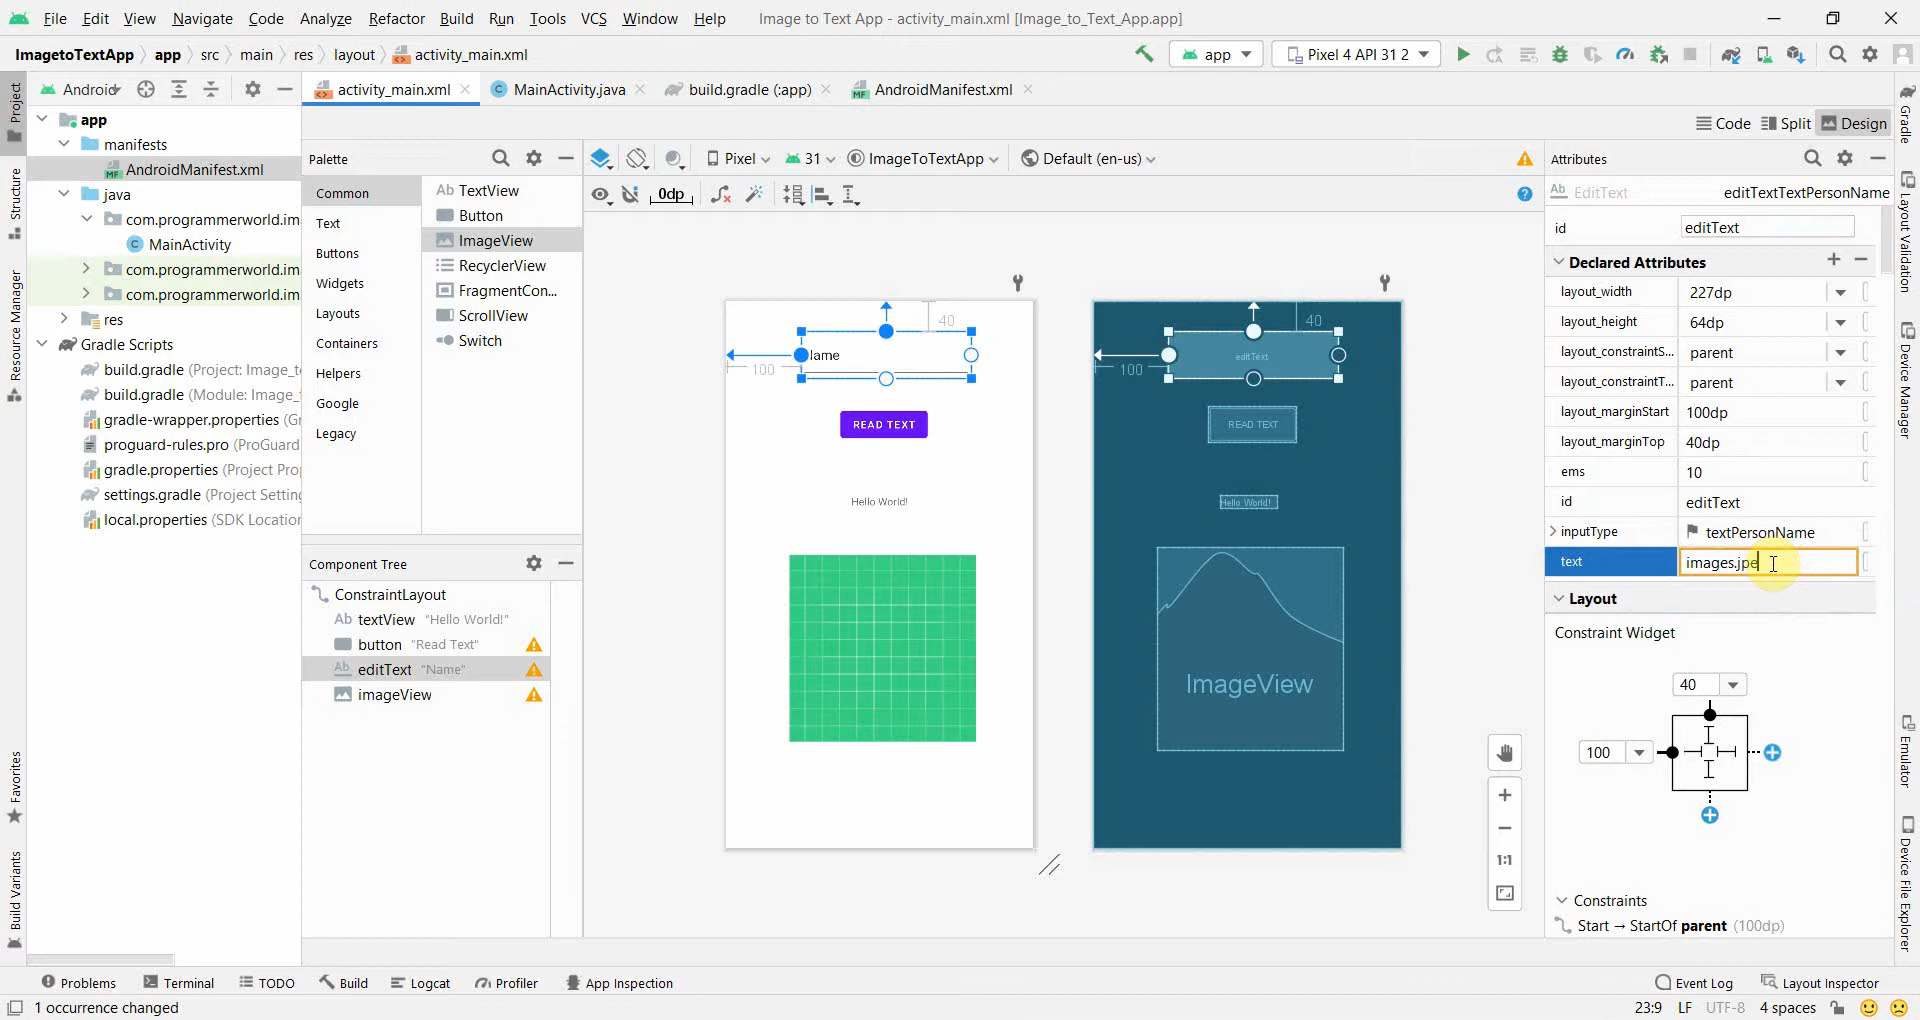 File Edit View Navigate Code Analyze Refactor Build Run Tools VCS Window Help Image to Text App - activity_main.xml [Image_to_Text_App.app]
ImagetoTextApp app src main res layout activity_main.xml app Pixel 4 API 31 2
Project
Structure
Resource Manager
Favorites
Build Variants
Android
app
manifests
AndroidManifest.xml
java
com.programmerworld.im
MainActivity
com.programmerworld.im
com.programmerworld.im
res
Gradle Scripts
build.gradle (Project: Image_t
build.gradle (Module: Image_
gradle-wrapper.properties (G
proguard-rules.pro (ProGuard
gradle.properties (Project Pro
settings.gradle (Project Settin
local.properties (SDK Location
activity_main.xml MainActivity.java build.gradle (:app) AndroidManifest.xml
Code Split Design
Palette
Common
Text
Buttons
Widgets
Layouts
Containers
Helpers
Google
Legacy
Ab TextView
Button
ImageView
RecyclerView
FragmentCon...
ScrollView
Switch
Component Tree
ConstraintLayout
Ab textView "Hello World!"
button "Read Text"
Ab editText "Name"
imageView
Pixel 31 ImageToTextApp Default (en-us)
0dp
40
lame
100
READ TEXT
Hello World!
40
editText
100
READ TEXT
Hello World!
ImageView
1:1
Attributes
Ab EditText editTextTextPersonName
id editText
Declared Attributes
layout_width 227dp
layout_height 64dp
layout_constraintS... parent
layout_constraintT... parent
layout_marginStart 100dp
layout_marginTop 40dp
ems 10
id editText
inputType textPersonName
text images.jpe
Layout
Constraint Widget
40
100
Constraints
Start → StartOf parent (100dp)
Gradle
Layout Validation
Device Manager
Emulator
Device File Explorer
Problems Terminal TODO Build Logcat Profiler App Inspection Event Log Layout Inspector
1 occurrence changed 23:9 LF UTF-8 4 spaces